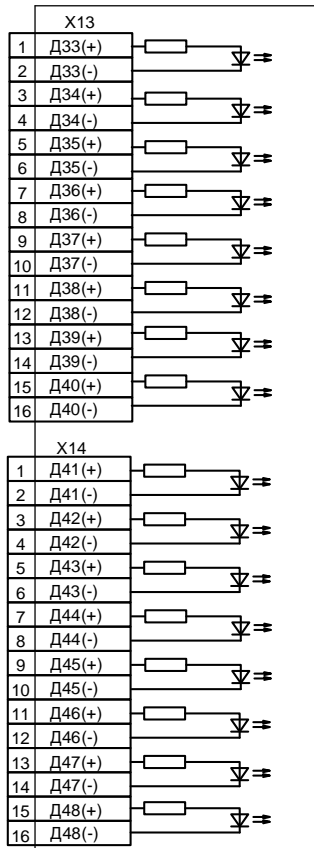 X13
1 Д33(+)
2 Д33(-)
3 Д34(+)
4 Д34(-)
5 Д35(+)
6 Д35(-)
7 Д36(+)
8 Д36(-)
9 Д37(+)
10 Д37(-)
11 Д38(+)
12 Д38(-)
13 Д39(+)
14 Д39(-)
15 Д40(+)
16 Д40(-)
X14
1 Д41(+)
2 Д41(-)
3 Д42(+)
4 Д42(-)
5 Д43(+)
6 Д43(-)
7 Д44(+)
8 Д44(-)
9 Д45(+)
10 Д45(-)
11 Д46(+)
12 Д46(-)
13 Д47(+)
14 Д47(-)
15 Д48(+)
16 Д48(-)